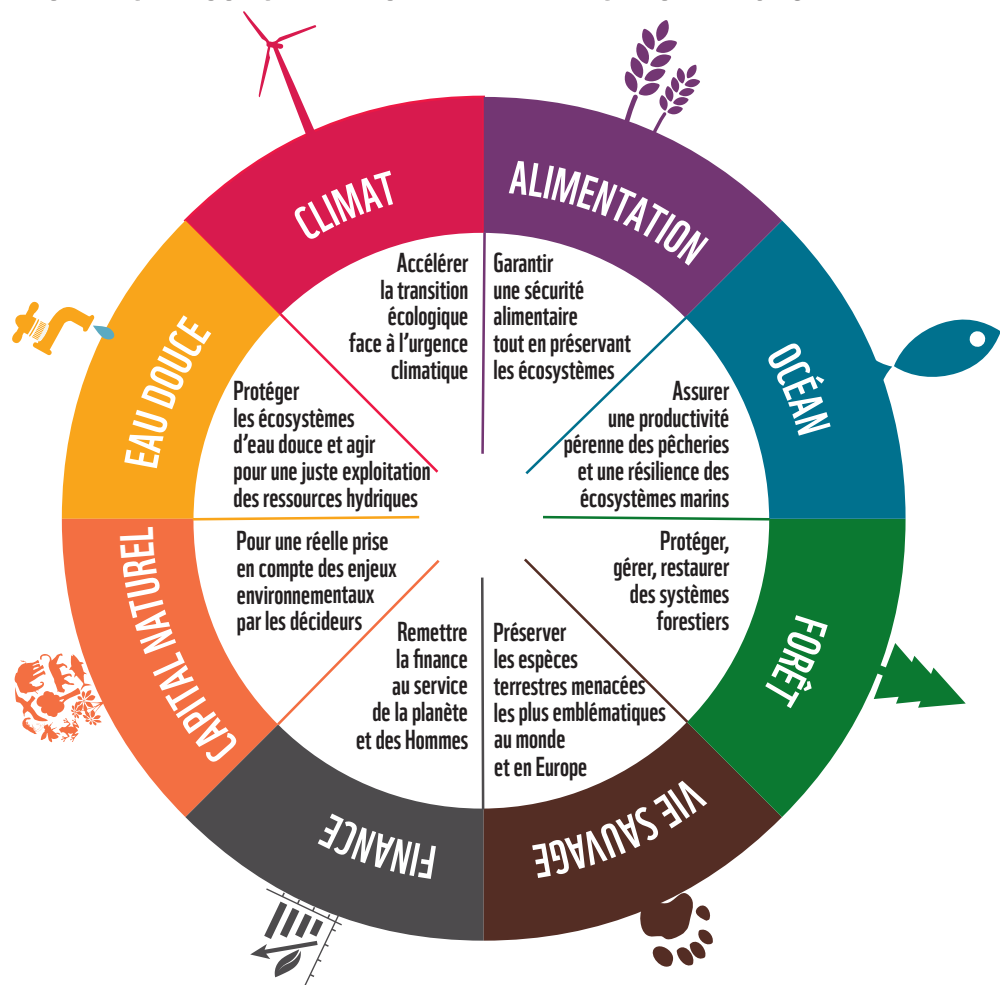 CLIMAT
Accélérer
la transition
écologique
face à l'urgence
climatique
ALIMENTATION
Garantir
une sécurité
alimentaire
tout en préservant
les écosystèmes
OCÉAN
Assurer
une productivité
pérenne des pêcheries
et une résilience des
écosystèmes marins
FORÊT
Protéger,
gérer, restaurer
des systèmes
forestiers
VIE SAUVAGE
Préserver
les espèces
terrestres menacées
les plus emblématiques
au monde
et en Europe
FINANCE
Remettre
la finance
au service
de la planète
et des Hommes
CAPITAL NATUREL
Pour une réelle prise
en compte des enjeux
environnementaux
par les décideurs
EAU DOUCE
Protéger
les écosystèmes
d'eau douce et agir
pour une juste exploitation
des ressources hydriques